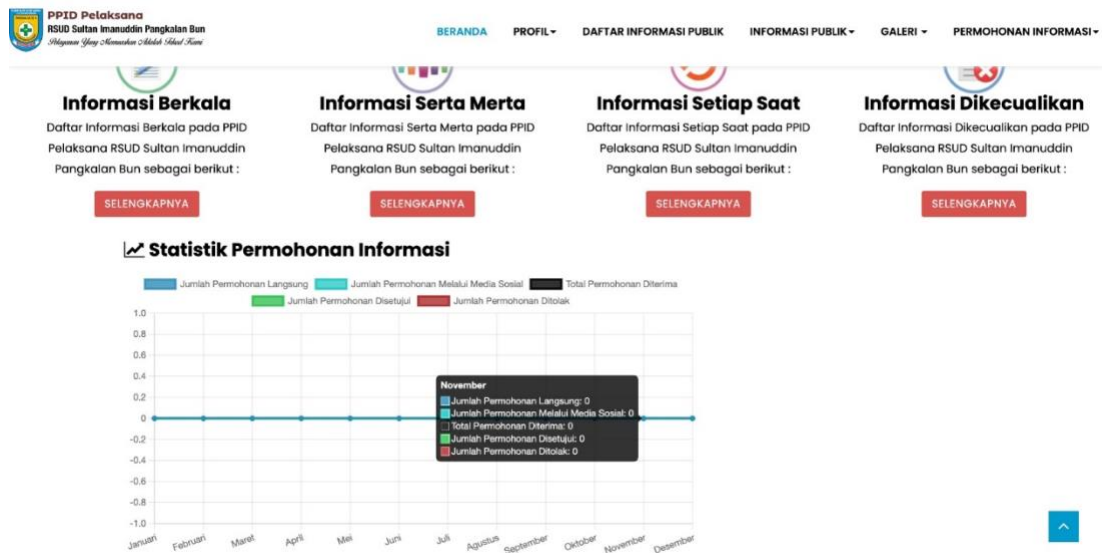 PPID Pelaksana
RSUD Sultan Imanuddin Pangkalan Bun
Pelayanan Yang Memuaskan Adalah Tekad Kami
BERANDA PROFIL DAFTAR INFORMASI PUBLIK INFORMASI PUBLIK GALERI PERMOHONAN INFORMASI
Informasi Berkala
Daftar Informasi Berkala pada PPID
Pelaksana RSUD Sultan Imanuddin
Pangkalan Bun sebagai berikut :
SELENGKAPNYA
Informasi Serta Merta
Daftar Informasi Serta Merta pada PPID
Pelaksana RSUD Sultan Imanuddin
Pangkalan Bun sebagai berikut :
SELENGKAPNYA
Informasi Setiap Saat
Daftar Informasi Setiap Saat pada PPID
Pelaksana RSUD Sultan Imanuddin
Pangkalan Bun sebagai berikut :
SELENGKAPNYA
Informasi Dikecualikan
Daftar Informasi Dikecualikan pada PPID
Pelaksana RSUD Sultan Imanuddin
Pangkalan Bun sebagai berikut :
SELENGKAPNYA
Statistik Permohonan Informasi
Jumlah Permohonan Langsung Jumlah Permohonan Melalui Media Sosial Total Permohonan Diterima
Jumlah Permohonan Disetujui Jumlah Permohonan Ditolak
1.0
0.8
0.6
0.4
0.2
0
-0.2
-0.4
-0.6
-0.8
-1.0
November
Jumlah Permohonan Langsung: 0
Jumlah Permohonan Melalui Media Sosial: 0
Total Permohonan Diterima: 0
Jumlah Permohonan Disetujui: 0
Jumlah Permohonan Ditolak: 0
Januari Februari Maret April Mei Juni Juli Agustus September Oktober November Desember